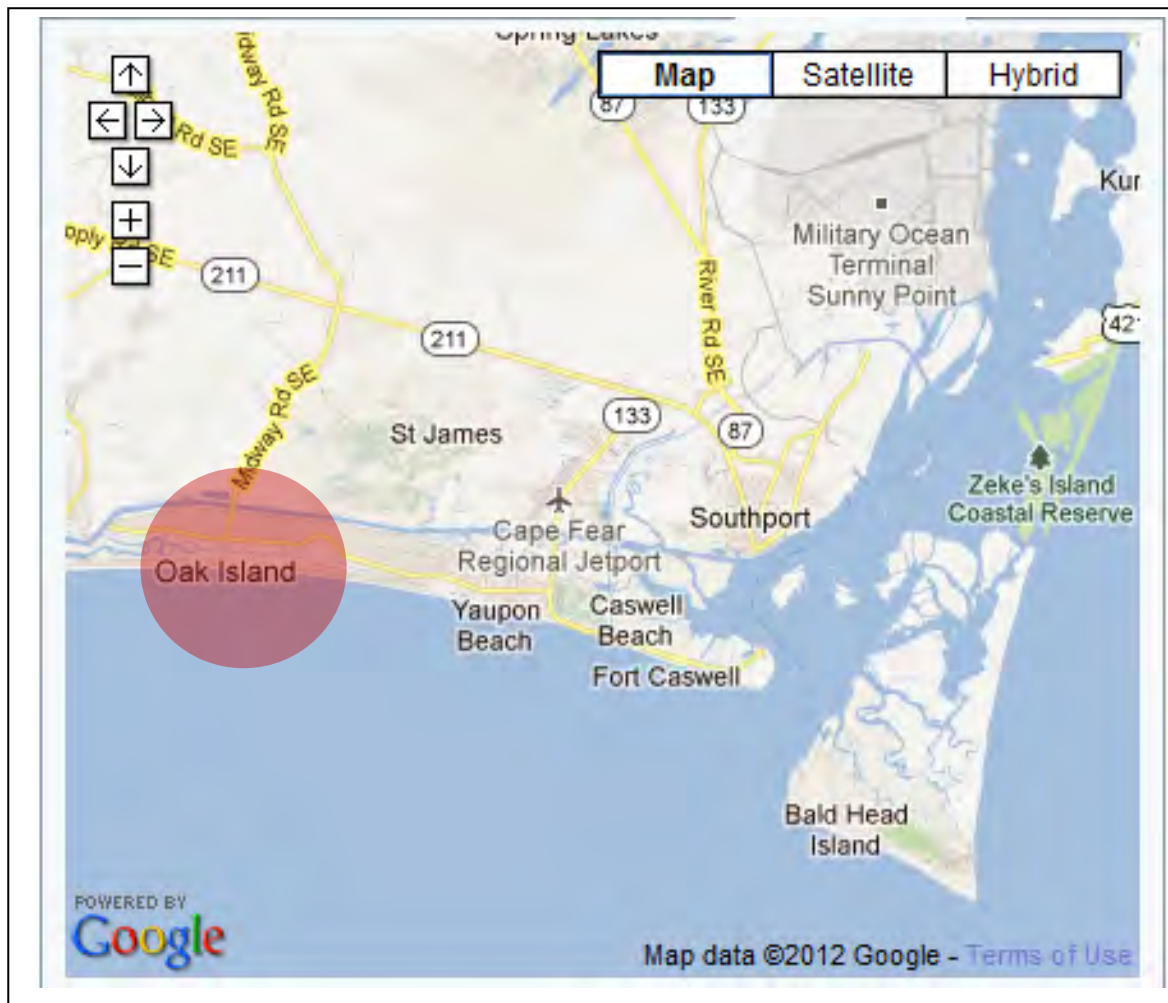 Spring Lakes
Map
Satellite
Hybrid
Midway Rd SE
Rd SE
87
133
Kur
Military Ocean
Terminal
Sunny Point
SE
211
River Rd SE
421
211
Midway Rd SE
133
87
St James
Zeke's Island
Coastal Reserve
Southport
Cape Fear
Regional Jetport
Oak Island
Yaupon
Beach
Caswell
Beach
Fort Caswell
Bald Head
Island
POWERED BY
Google
Map data ©2012 Google - Terms of Use